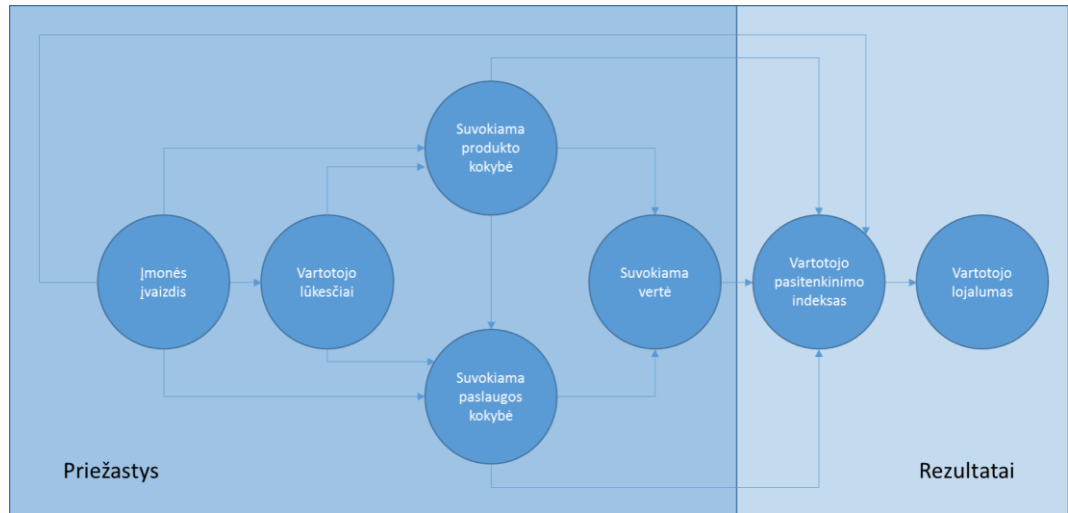 Suvokiama
produkto
kokybė
Įmonės
įvaizdis
Vartotojo
lūkesčiai
Suvokiama
vertė
Vartotojo
pasitenkinimo
indeksas
Vartotojo
lojalumas
Suvokiama
paslaugos
kokybė
Priežastys
Rezultatai